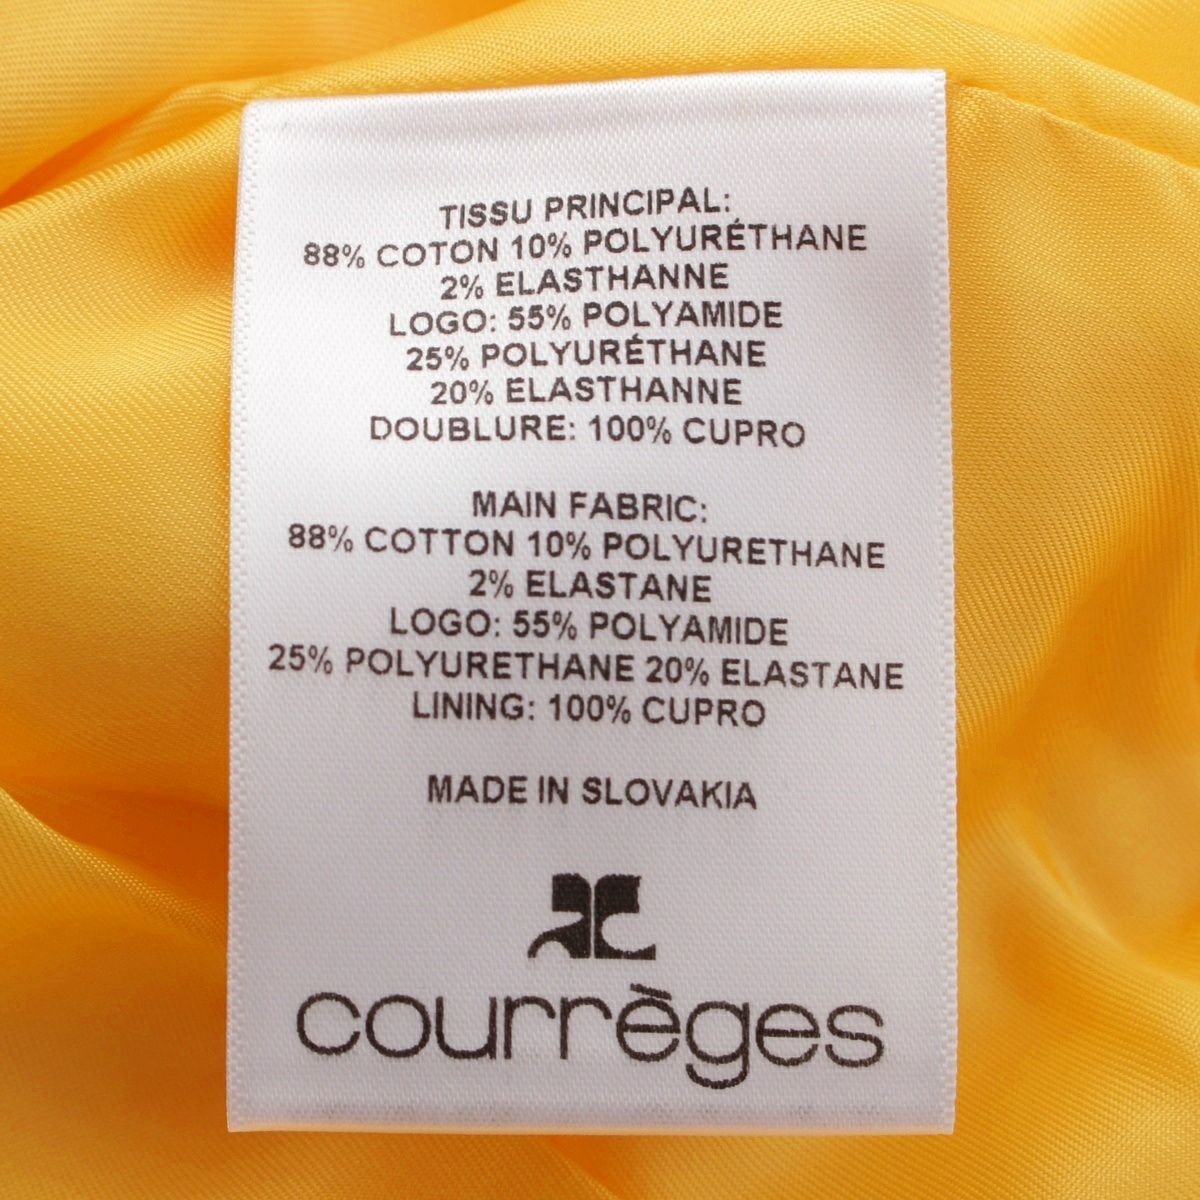 TISSU PRINCIPAL:
88% COTON 10% POLYURÉTHANE
2% ELASTHANNE
LOGO: 55% POLYAMIDE
25% POLYURÉTHANE
20% ELASTHANNE
DOUBLURE: 100% CUPRO
MAIN FABRIC:
88% COTTON 10% POLYURETHANE
2% ELASTANE
LOGO: 55% POLYAMIDE
25% POLYURETHANE 20% ELASTANE
LINING: 100% CUPRO
MADE IN SLOVAKIA
courrèges